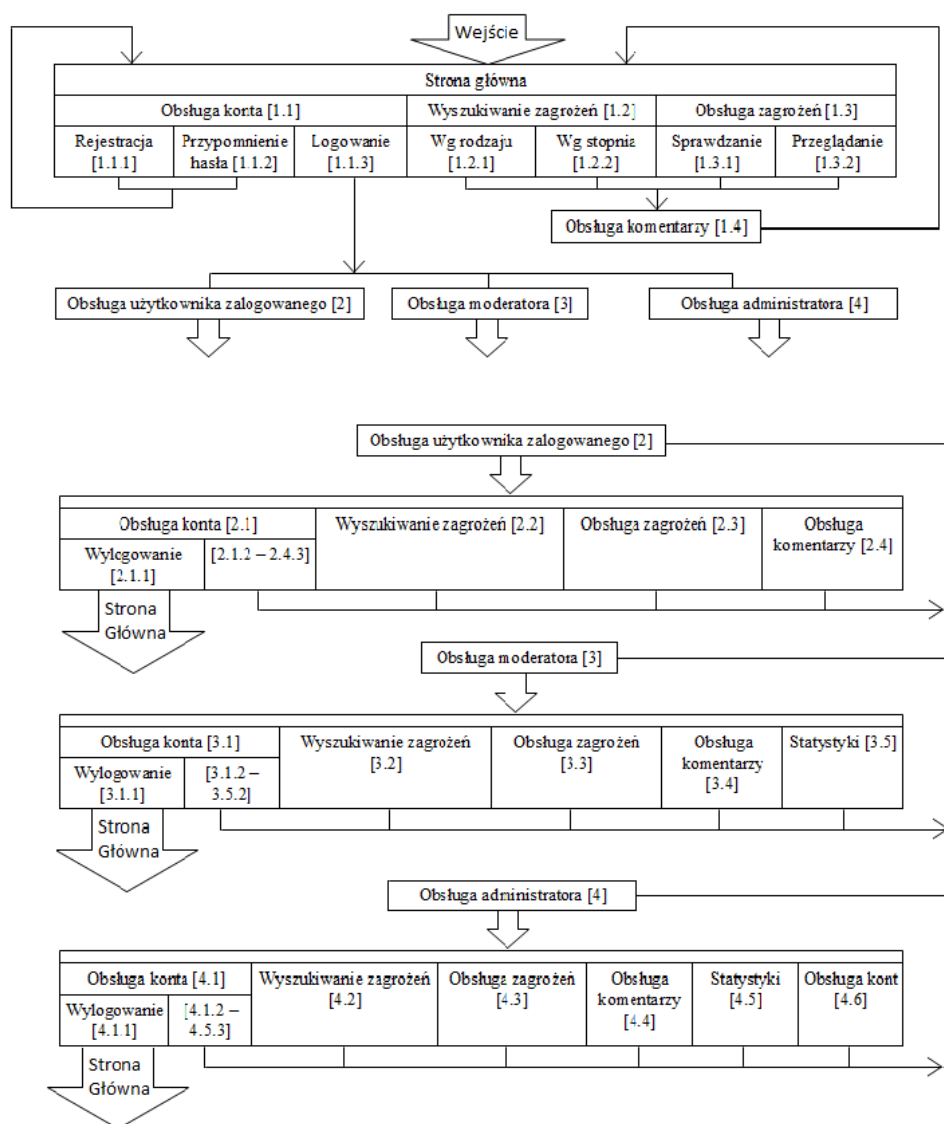 Wejście
Strona główna
Obsługa konta [1.1]
Wyszukiwanie zagrożeń [1.2]
Obsługa zagrożeń [1.3]
Rejestracja
[1.1.1]
Przypomnienie
hasła [1.1.2]
Logowanie
[1.1.3]
Wg rodzaju
[1.2.1]
Wg stopnia
[1.2.2]
Sprawdzanie
[1.3.1]
Przeglądanie
[1.3.2]
Obsługa komentarzy [1.4]
Obsługa użytkownika zalogowanego [2]
Obsługa moderatora [3]
Obsługa administratora [4]
Obsługa użytkownika zalogowanego [2]
Obsługa konta [2.1]
Wylogowanie
[2.1.1]
[2.1.2 – 2.4.3]
Wyszukiwanie zagrożeń [2.2]
Obsługa zagrożeń [2.3]
Obsługa
komentarzy [2.4]
Strona
Główna
Obsługa moderatora [3]
Obsługa konta [3.1]
Wylogowanie
[3.1.1]
[3.1.2 –
3.5.2]
Wyszukiwanie zagrożeń
[3.2]
Obsługa zagrożeń
[3.3]
Obsługa
komentarzy
[3.4]
Statystyki [3.5]
Strona
Główna
Obsługa administratora [4]
Obsługa konta [4.1]
Wylogowanie
[4.1.1]
[4.1.2 –
4.5.3]
Wyszukiwanie zagrożeń
[4.2]
Obsługa zagrożeń
[4.3]
Obsługa
komentarzy
[4.4]
Statystyki
[4.5]
Obsługa kont
[4.6]
Strona
Główna